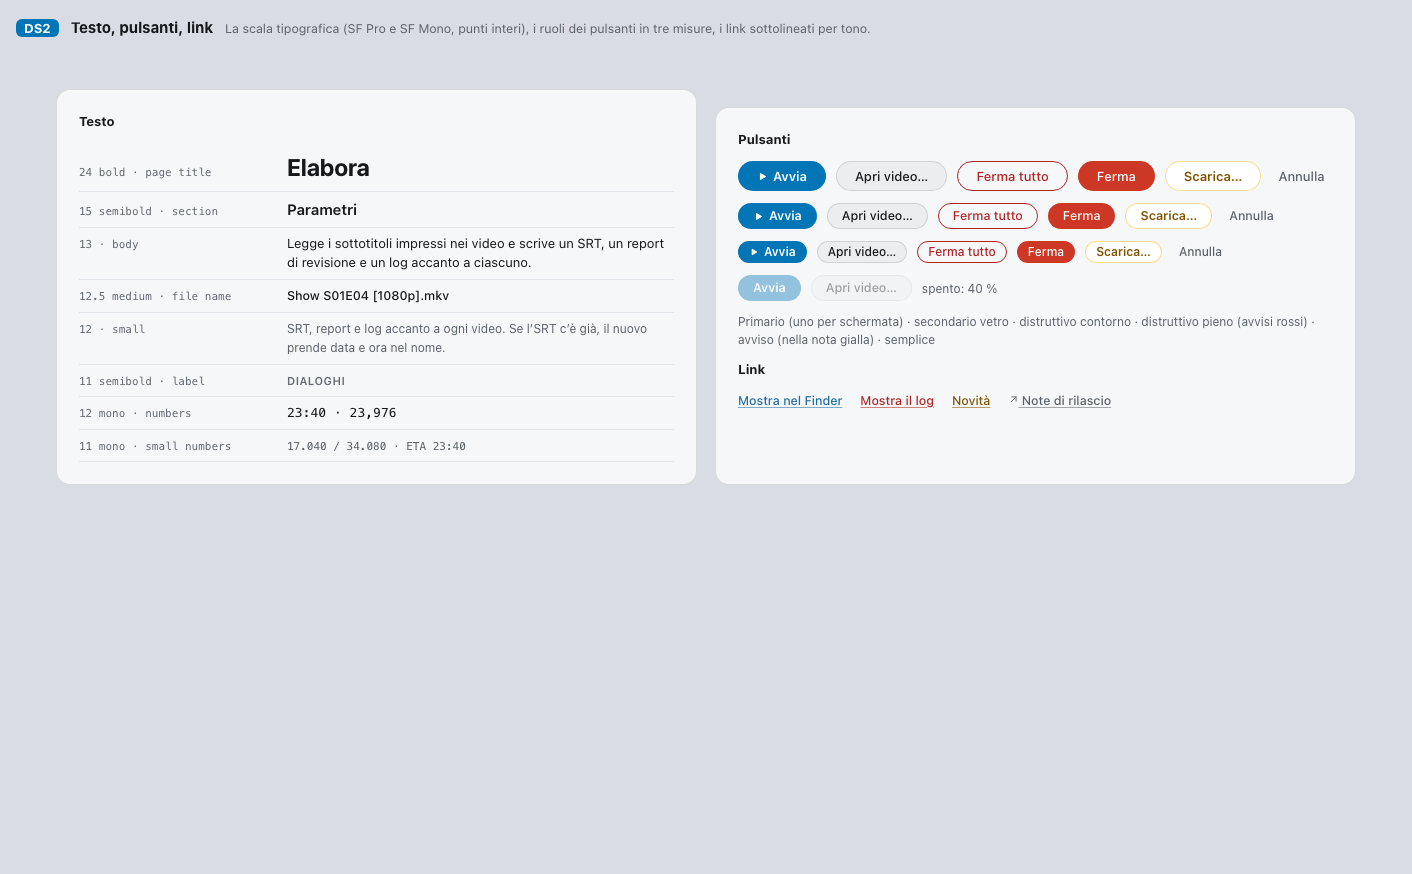 DS2 Testo, pulsanti, link La scala tipografica (SF Pro e SF Mono, punti interi), i ruoli dei pulsanti in tre misure, i link sottolineati per tono.
Testo
24 bold · page title Elabora
15 semibold · section Parametri
13 · body Legge i sottotitoli impressi nei video e scrive un SRT, un report
di revisione e un log accanto a ciascuno.
12.5 medium · file name Show S01E04 [1080p].mkv
12 · small SRT, report e log accanto a ogni video. Se l'SRT c'è già, il nuovo
prende data e ora nel nome.
11 semibold · label DIALOGHI
12 mono · numbers 23:40 · 23,976
11 mono · small numbers 17.040 / 34.080 · ETA 23:40
Pulsanti
Avvia Apri video... Ferma tutto Ferma Scarica... Annulla
Avvia Apri video... Ferma tutto Ferma Scarica... Annulla
Avvia Apri video... Ferma tutto Ferma Scarica... Annulla
Avvia Apri video... spento: 40 %
Primario (uno per schermata) · secondario vetro · distruttivo contorno · distruttivo pieno (avvisi rossi) ·
avviso (nella nota gialla) · semplice
Link
Mostra nel Finder Mostra il log Novità ↗ Note di rilascio